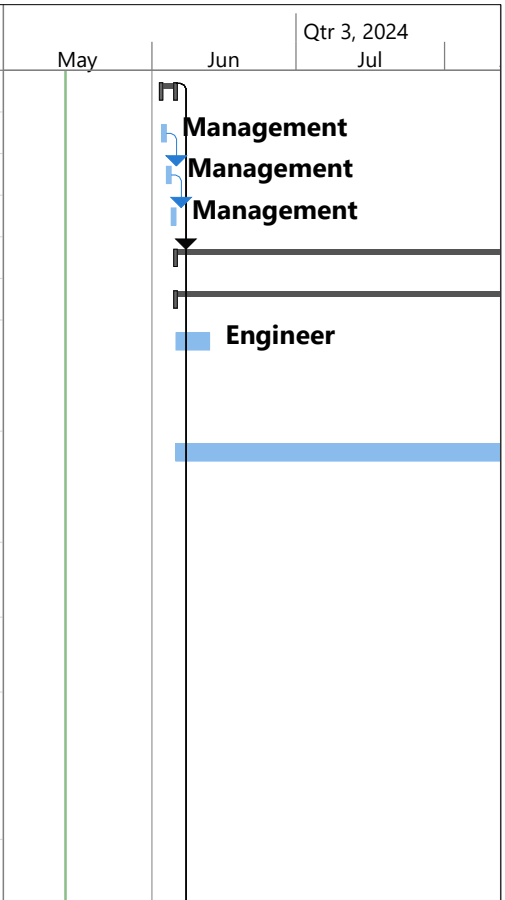 Qtr 3, 2024
May Jun Jul
Management
Management
Management
Engineer